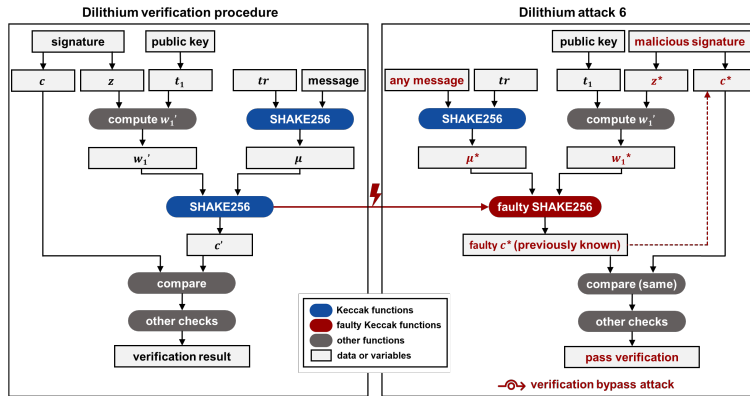 Dilithium verification procedure
signature
public key
c
z
t₁
tr
message
compute w₁'
SHAKE256
w₁'
μ
SHAKE256
c'
compare
other checks
verification result
Dilithium attack 6
public key
malicious signature
any message
tr
t₁
z*
c*
SHAKE256
compute w₁'
μ*
w₁*
faulty SHAKE256
faulty c* (previously known)
compare (same)
other checks
pass verification
verification bypass attack
Keccak functions
faulty Keccak functions
other functions
data or variables